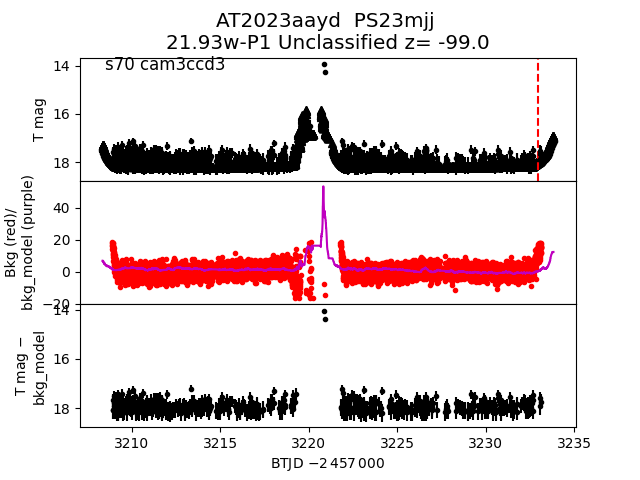 AT2023aayd  PS23mjj
21.93w-P1 Unclassified z= -99.0
s70 cam3ccd3
14
16
18
T mag
40
20
0
−20
Bkg (red)/
bkg_model (purple)
14
16
18
T mag −
bkg_model
3210 3215 3220 3225 3230 3235
BTJD −2 457 000